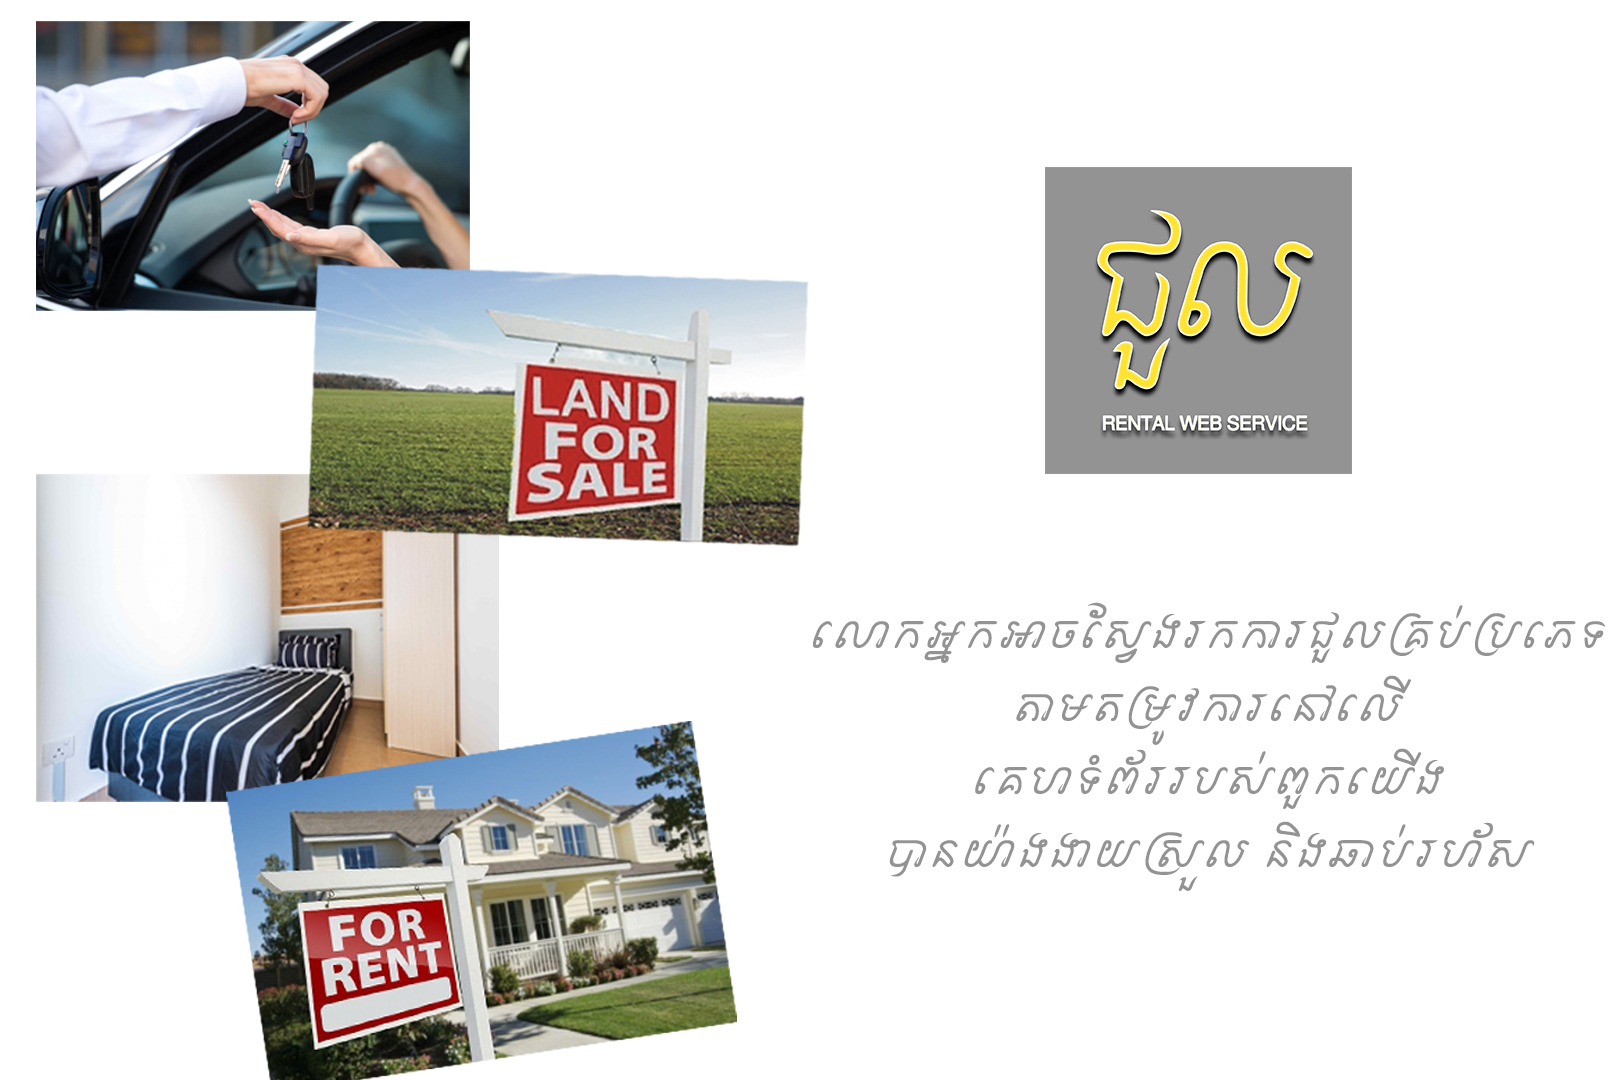 LAND
FOR
SALE
FOR
RENT
ជួល
RENTAL WEB SERVICE
លោកអ្នកអាចស្វែងរកការជួលគ្រប់ប្រភេទ
តាមតម្រូវការនៅលើ
គេហទំព័ររបស់ពួកយើង
បានយ៉ាងងាយស្រួល និងឆាប់រហ័ស